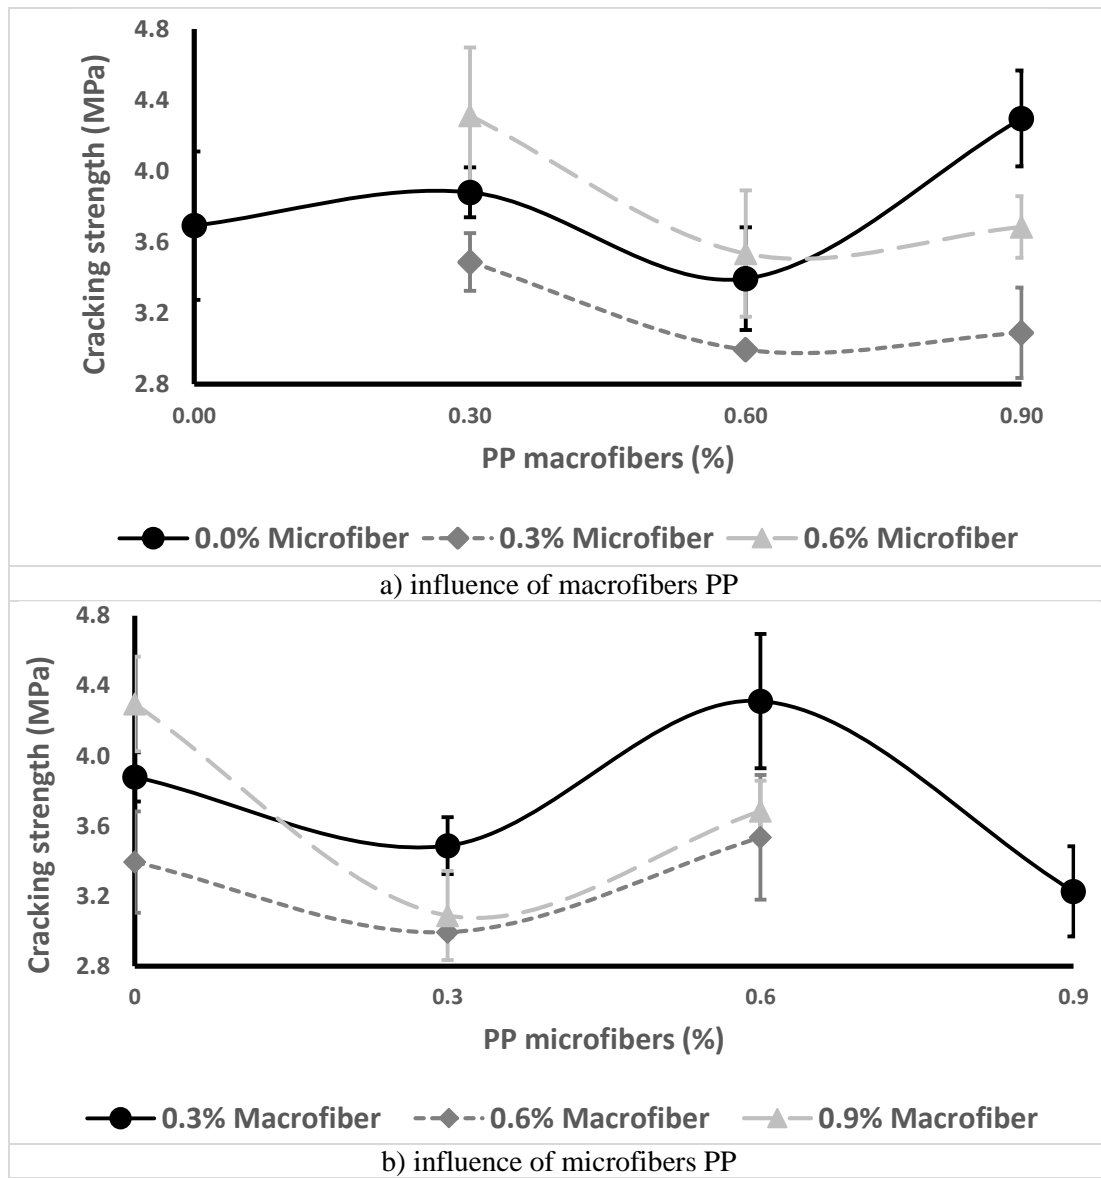 4.8
4.4
4.0
3.6
3.2
2.8
Cracking strength (MPa)
0.00 0.30 0.60 0.90
PP macrofibers (%)
0.0% Microfiber 0.3% Microfiber 0.6% Microfiber
a) influence of macrofibers PP
4.8
4.4
4.0
3.6
3.2
2.8
Cracking strength (MPa)
0 0.3 0.6 0.9
PP microfibers (%)
0.3% Macrofiber 0.6% Macrofiber 0.9% Macrofiber
b) influence of microfibers PP